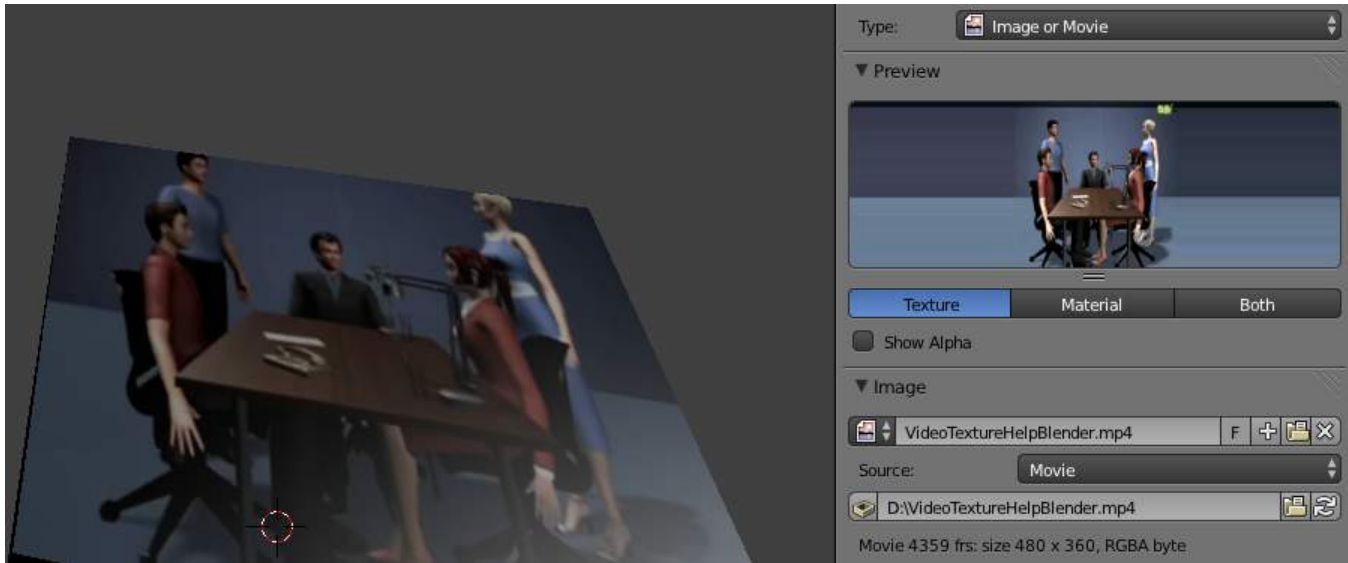 Type:
Image or Movie
Preview
Texture
Material
Both
Show Alpha
Image
VideoTextureHelpBlender.mp4
F
Source:
Movie
D:\VideoTextureHelpBlender.mp4
Movie 4359 frs: size 480 x 360, RGBA byte